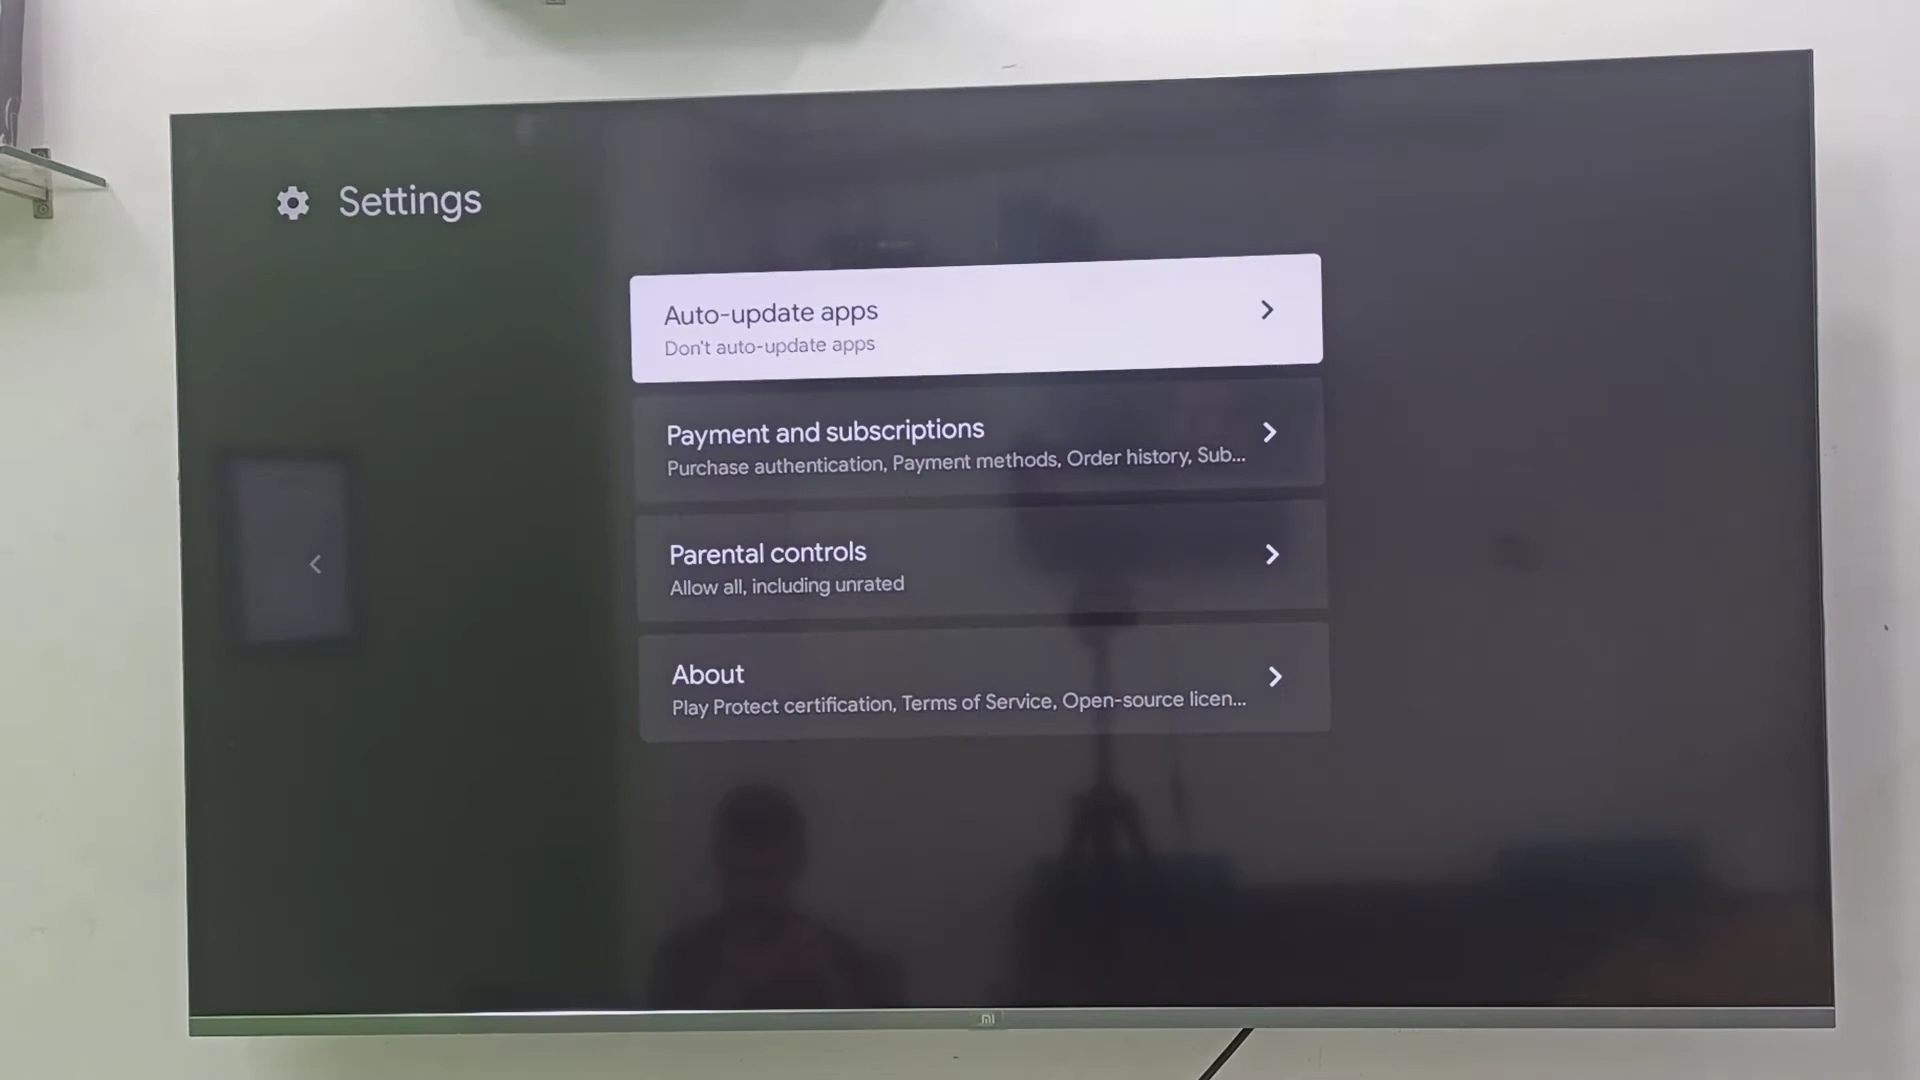 Settings
Auto-update apps
Don't auto-update apps
Payment and subscriptions
Purchase authentication, Payment methods, Order history, Sub...
Parental controls
Allow all, including unrated
About
Play Protect certification, Terms of Service, Open-source licen...
mi